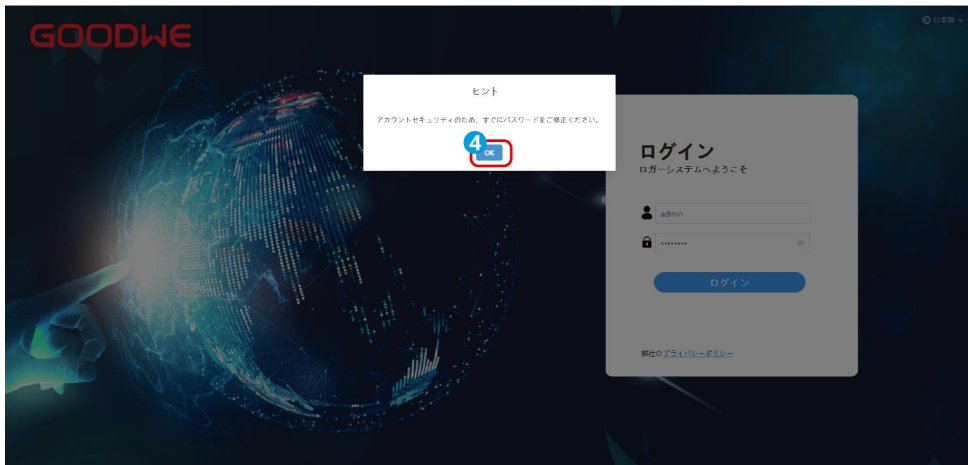 GOODWE
日本語
ヒント
アカウントセキュリティのため、すぐにパスワードをご修正ください。
4
OK
ログイン
ロガーシステムへようこそ
admin
••••••••
ログイン
弊社のプライバシーポリシー